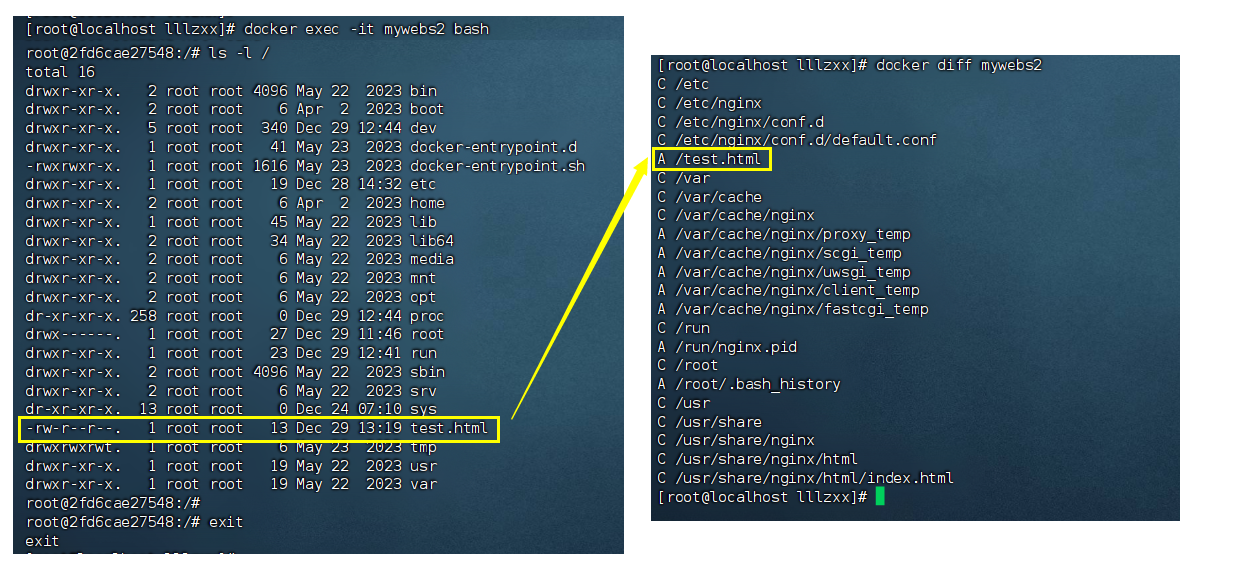 [root@localhost lllzxx]# docker exec -it mywebs2 bash
root@2fd6cae27548:/# ls -l /
total 16
drwxr-xr-x.   2 root root 4096 May 22  2023 bin
drwxr-xr-x.   2 root root    6 Apr  2  2023 boot
drwxr-xr-x.   5 root root  340 Dec 29 12:44 dev
drwxr-xr-x.   1 root root   41 May 23  2023 docker-entrypoint.d
-rwxrwxr-x.   1 root root 1616 May 23  2023 docker-entrypoint.sh
drwxr-xr-x.   1 root root   19 Dec 28 14:32 etc
drwxr-xr-x.   2 root root    6 Apr  2  2023 home
drwxr-xr-x.   1 root root   45 May 22  2023 lib
drwxr-xr-x.   2 root root   34 May 22  2023 lib64
drwxr-xr-x.   2 root root    6 May 22  2023 media
drwxr-xr-x.   2 root root    6 May 22  2023 mnt
drwxr-xr-x.   2 root root    6 May 22  2023 opt
dr-xr-xr-x. 258 root root    0 Dec 29 12:44 proc
drwx------.   1 root root   27 Dec 29 11:46 root
drwxr-xr-x.   1 root root   23 Dec 29 12:41 run
drwxr-xr-x.   2 root root 4096 May 22  2023 sbin
drwxr-xr-x.   2 root root    6 May 22  2023 srv
dr-xr-xr-x.  13 root root    0 Dec 24 07:10 sys
-rw-r--r--.   1 root root   13 Dec 29 13:19 test.html
drwxrwxrwt.   1 root root    6 May 23  2023 tmp
drwxr-xr-x.   1 root root   19 May 22  2023 usr
drwxr-xr-x.   1 root root   19 May 22  2023 var
root@2fd6cae27548:/#
root@2fd6cae27548:/# exit
exit
[root@localhost lllzxx]# docker diff mywebs2
C /etc
C /etc/nginx
C /etc/nginx/conf.d
C /etc/nginx/conf.d/default.conf
A /test.html
C /var
C /var/cache
C /var/cache/nginx
A /var/cache/nginx/proxy_temp
A /var/cache/nginx/scgi_temp
A /var/cache/nginx/uwsgi_temp
A /var/cache/nginx/client_temp
A /var/cache/nginx/fastcgi_temp
C /run
A /run/nginx.pid
C /root
A /root/.bash_history
C /usr
C /usr/share
C /usr/share/nginx
C /usr/share/nginx/html
C /usr/share/nginx/html/index.html
[root@localhost lllzxx]#